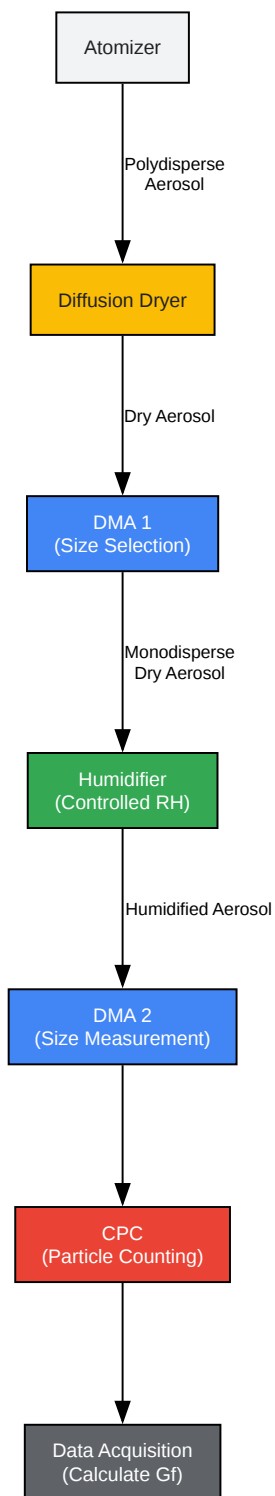 Atomizer
Polydisperse
Aerosol
Diffusion Dryer
Dry Aerosol
DMA 1
(Size Selection)
Monodisperse
Dry Aerosol
Humidifier
(Controlled RH)
Humidified Aerosol
DMA 2
(Size Measurement)
CPC
(Particle Counting)
Data Acquisition
(Calculate Gf)